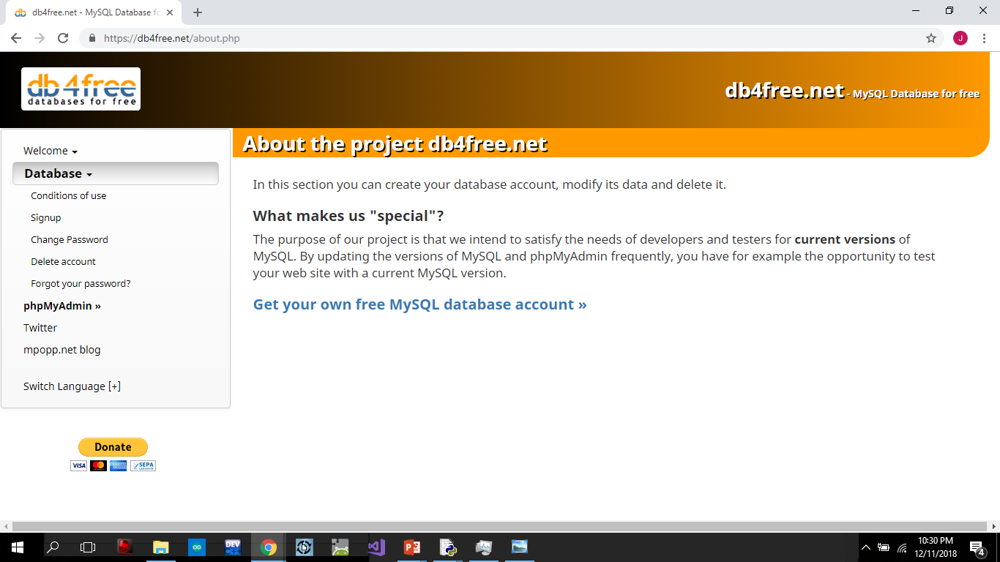 db4free.net - MySQL Database fo
https://db4free.net/about.php
J
db4free
databases for free
db4free.net - MySQL Database for free
Welcome
Database
Conditions of use
Signup
Change Password
Delete account
Forgot your password?
phpMyAdmin »
Twitter
mpopp.net blog
Switch Language [+]
Donate
VISA
SEPA
About the project db4free.net
In this section you can create your database account, modify its data and delete it.
What makes us "special"?
The purpose of our project is that we intend to satisfy the needs of developers and testers for current versions of
MySQL. By updating the versions of MySQL and phpMyAdmin frequently, you have for example the opportunity to test
your web site with a current MySQL version.
Get your own free MySQL database account »
DEV
C++
10:30 PM
12/11/2018
4